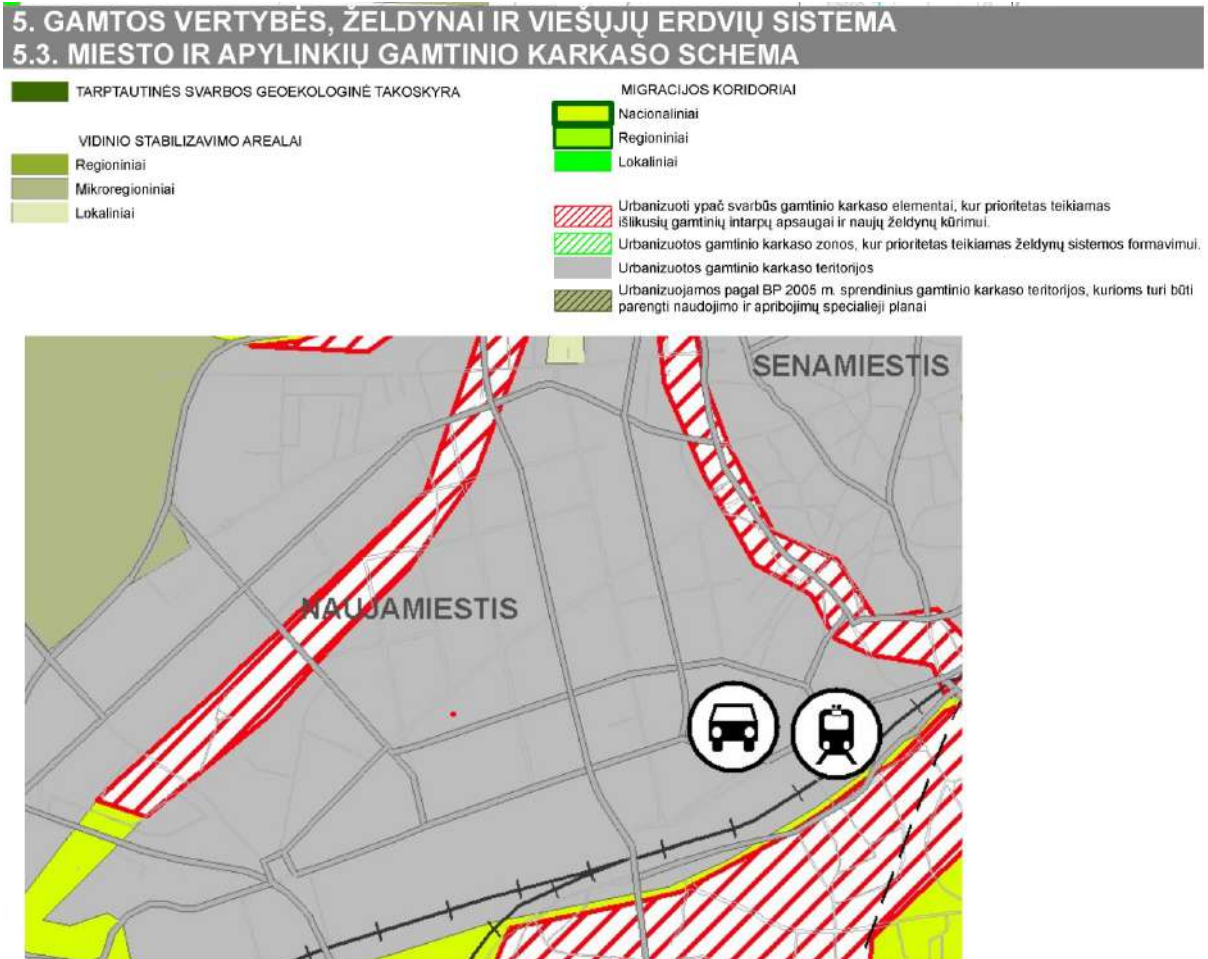 5. GAMTOS VERTYBĖS, ŽELDYNAI IR VIEŠŲJŲ ERDVIŲ SISTEMA
5.3. MIESTO IR APYLINKIŲ GAMTINIO KARKASO SCHEMA
TARPTAUTINĖS SVARBOS GEOEKOLOGINĖ TAKOSKYRA
VIDINIO STABILIZAVIMO AREALAI
Regioniniai
Mikroregioniniai
Lokaliniai
MIGRACIJOS KORIDORIAI
Nacionaliniai
Regioniniai
Lokaliniai
Urbanizuoti ypač svarbūs gamtinio karkaso elementai, kur prioritetas teikiamas
išlikusių gamtinių intarpų apsaugai ir naujų želdynų kūrimui.
Urbanizuotos gamtinio karkaso zonos, kur prioritetas teikiamas želdynų sistemos formavimui.
Urbanizuotos gamtinio karkaso teritorijos
Urbanizuojamos pagal BP 2005 m. sprendinius gamtinio karkaso teritorijos, kurioms turi būti
parengti naudojimo ir apribojimų specialieji planai
SENAMIESTIS
NAUJAMIESTIS